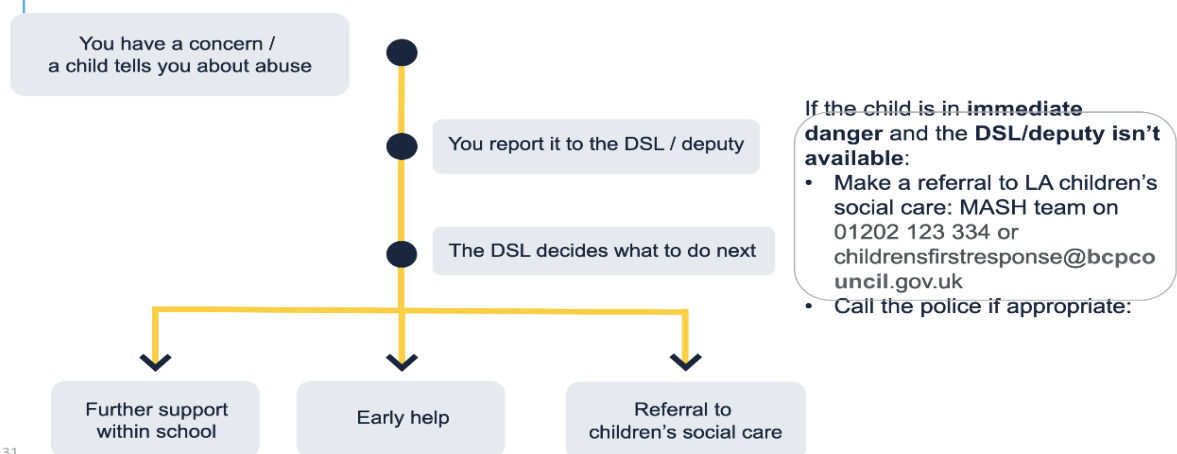 You have a concern /
a child tells you about abuse
You report it to the DSL / deputy
The DSL decides what to do next
Further support
within school
Early help
Referral to
children’s social care
If the child is in immediate
danger and the DSL/deputy isn’t
available:
• Make a referral to LA children’s
social care: MASH team on
01202 123 334 or
childrensfirstresponse@bcpco
uncil.gov.uk
• Call the police if appropriate:
31